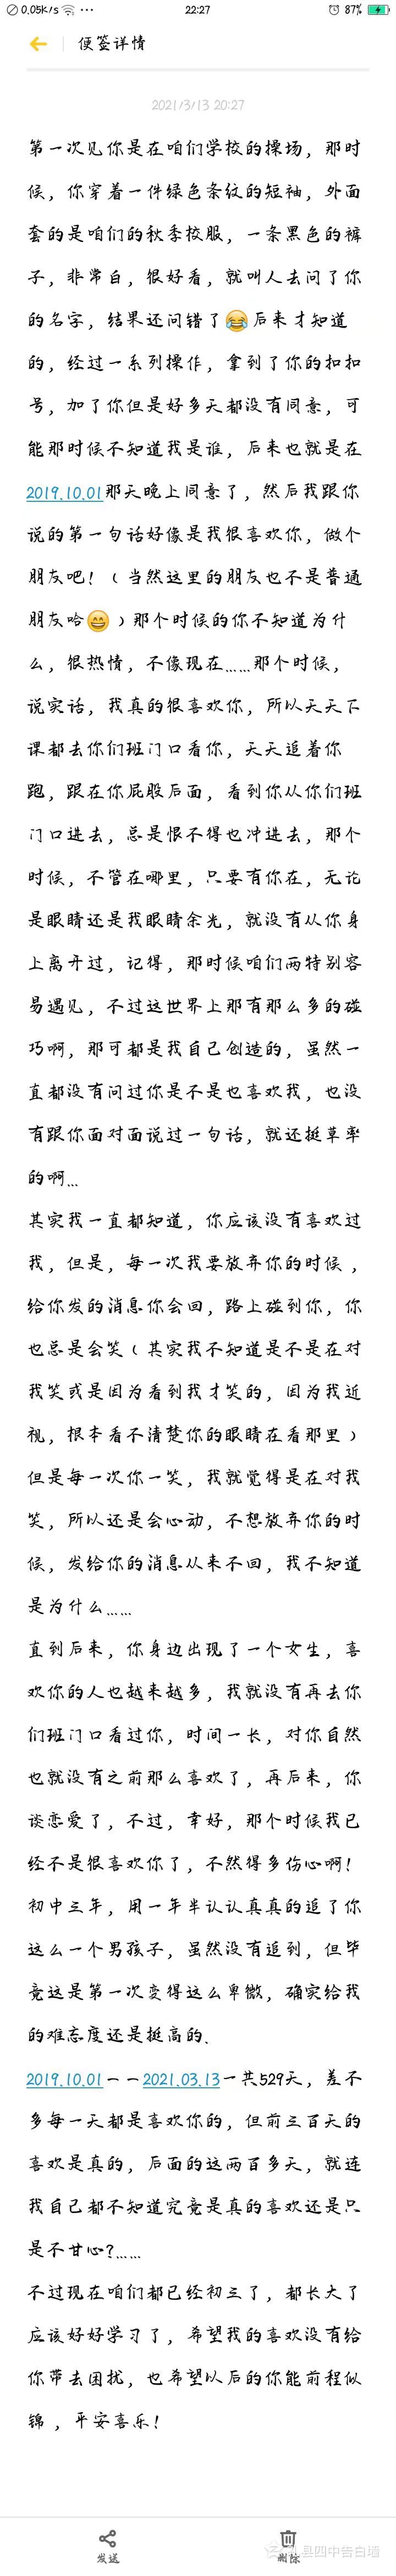 0.05K/s
22:27
87%
便签详情
2021/3/13 20:27
第一次见你是在咱们学校的操场，那时
候，你穿着一件绿色条纹的短袖，外面
套的是咱们的秋季校服，一条黑色的裤
子，非常白，很好看，就叫人去问了你
的名字，结果还问错了😂后来才知道
的，经过一系列操作，拿到了你的扣扣
号，加了你但是好多天都没有同意，可
能那时候不知道我是谁，后来也就是在
2019.10.01那天晚上同意了，然后我跟你
说的第一句话好像是我很喜欢你，做个
朋友吧！（当然这里的朋友也不是普通
朋友哈😄）那个时候的你不知道为什
么，很热情，不像现在……那个时候，
说实话，我真的很喜欢你，所以天天下
课都去你们班门口看你，天天追着你
跑，跟在你屁股后面，看到你从你们班
门口进去，总是恨不得也冲进去，那个
时候，不管在哪里，只要有你在，无论
是眼睛还是我眼睛余光，就没有从你身
上离开过，记得，那时候咱们两特别容
易遇见，不过这世界上那有那么多的碰
巧啊，那可都是我自己创造的，虽然一
直都没有问过你是不是也喜欢我，也没
有跟你面对面说过一句话，就还挺草率
的啊...
其实我一直都知道，你应该没有喜欢过
我，但是，每一次我要放弃你的时候，
给你发的消息你会回，路上碰到你，你
也总是会笑（其实我不知道是不是在对
我笑或是因为看到我才笑的，因为我近
视，根本看不清楚你的眼睛在看那里）
但是每一次你一笑，我就觉得是在对我
笑，所以还是会心动，不想放弃你的时
候，发给你的消息从来不回，我不知道
是为什么……
直到后来，你身边出现了一个女生，喜
欢你的人也越来越多，我就没有再去你
们班门口看过你，时间一长，对你自然
也就没有之前那么喜欢了，再后来，你
谈恋爱了，不过，幸好，那个时候我已
经不是很喜欢你了，不然得多伤心啊！
初中三年，用一年半认认真真的追了你
这么一个男孩子，虽然没有追到，但毕
竟这是第一次变得这么卑微，确实给我
的难忘度还是挺高的.
2019.10.01一一2021.03.13一共529天，差不
多每一天都是喜欢你的，但前三百天的
喜欢是真的，后面的这两百多天，就连
我自己都不知道究竟是真的喜欢还是只
是不甘心?……
不过现在咱们都已经初三了，都长大了
应该好好学习了，希望我的喜欢没有给
你带去困扰，也希望以后的你能前程似
锦，平安喜乐！
发送
删除
县四中告白墙